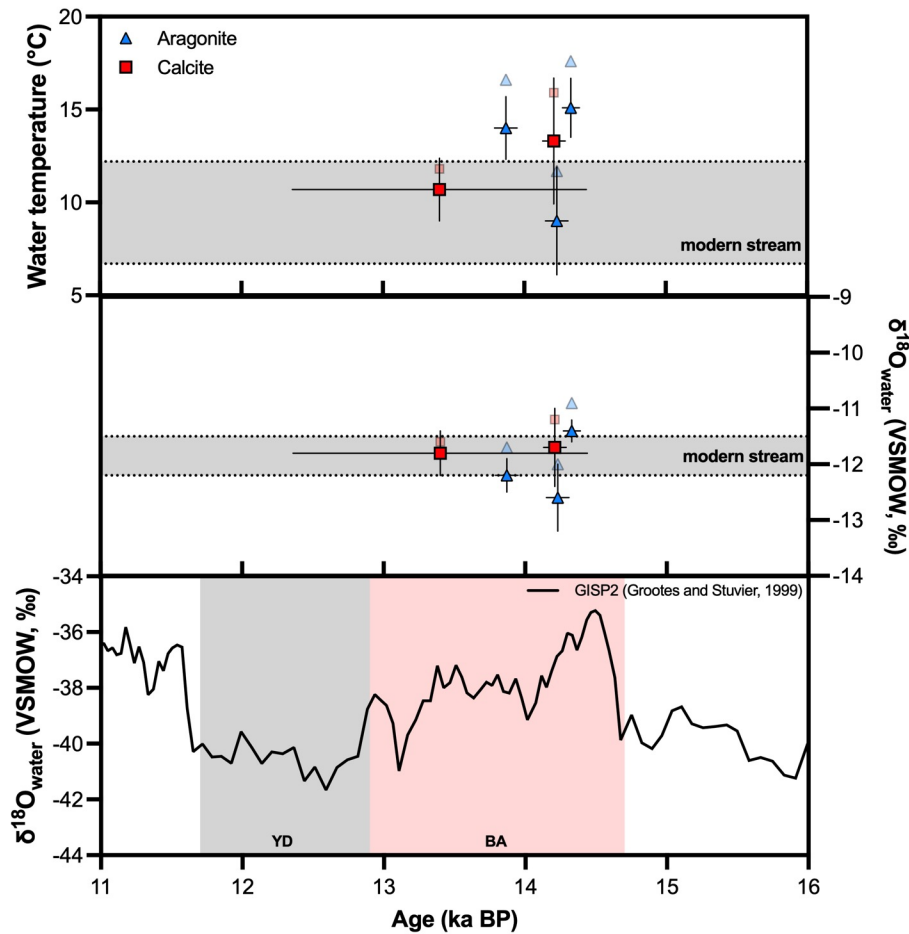 20
Water temperature (°C)
Aragonite
Calcite
15
10
modern stream
5
-9
-10
-11
-12
-13
-14
δ¹⁸Owater (VSMOW, ‰)
modern stream
-34
GISP2 (Grootes and Stuvier, 1999)
-36
-38
-40
-42
-44
δ¹⁸Owater (VSMOW, ‰)
YD
BA
11
12
13
14
15
16
Age (ka BP)